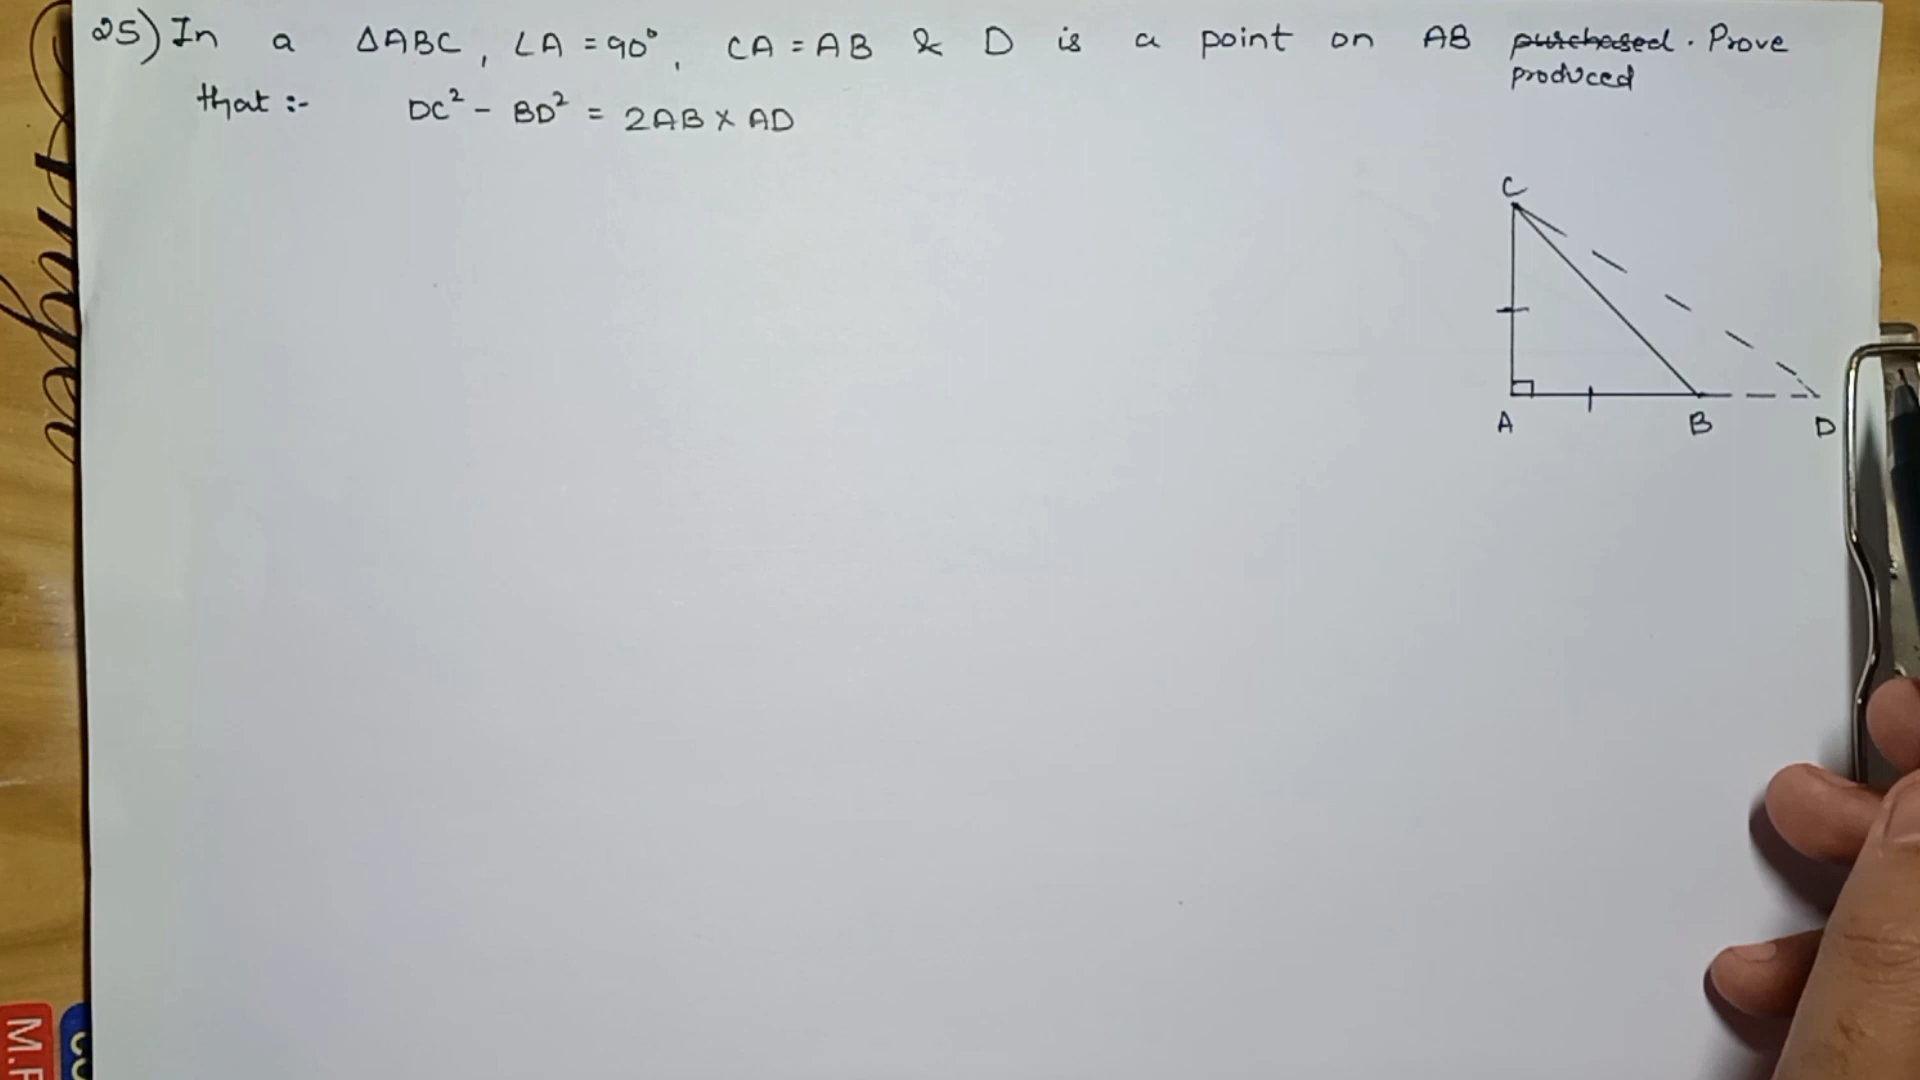 25) In a ΔABC, ∠A = 90°, CA = AB & D is a point on AB purchased. Prove
produced
that :- DC² - BD² = 2AB × AD
C
A B D
M.F